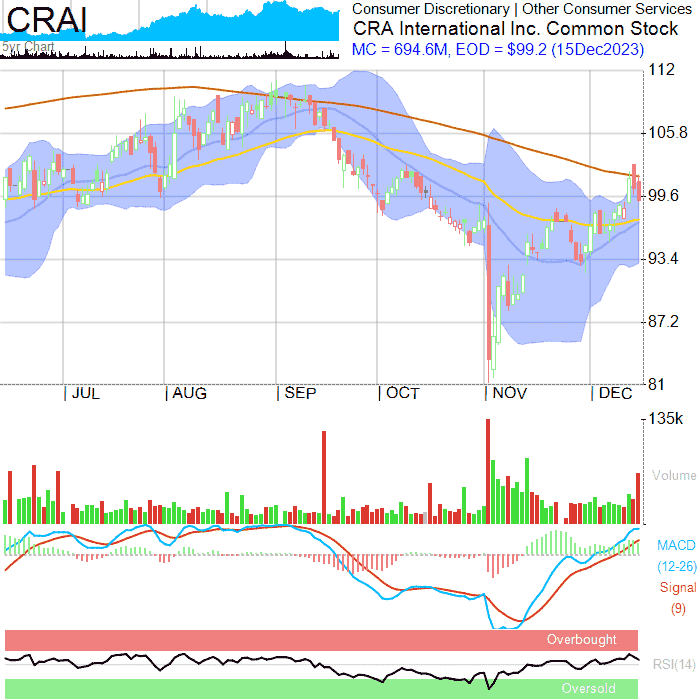 CRAI
5yr Chart
Consumer Discretionary | Other Consumer Services
CRA International Inc. Common Stock
MC = 694.6M, EOD = $99.2 (15Dec2023)
112
105.8
99.6
93.4
87.2
81
JUL AUG SEP OCT NOV DEC
135k
Volume
MACD
(12-26)
Signal
(9)
Overbought
RSI(14)
Oversold